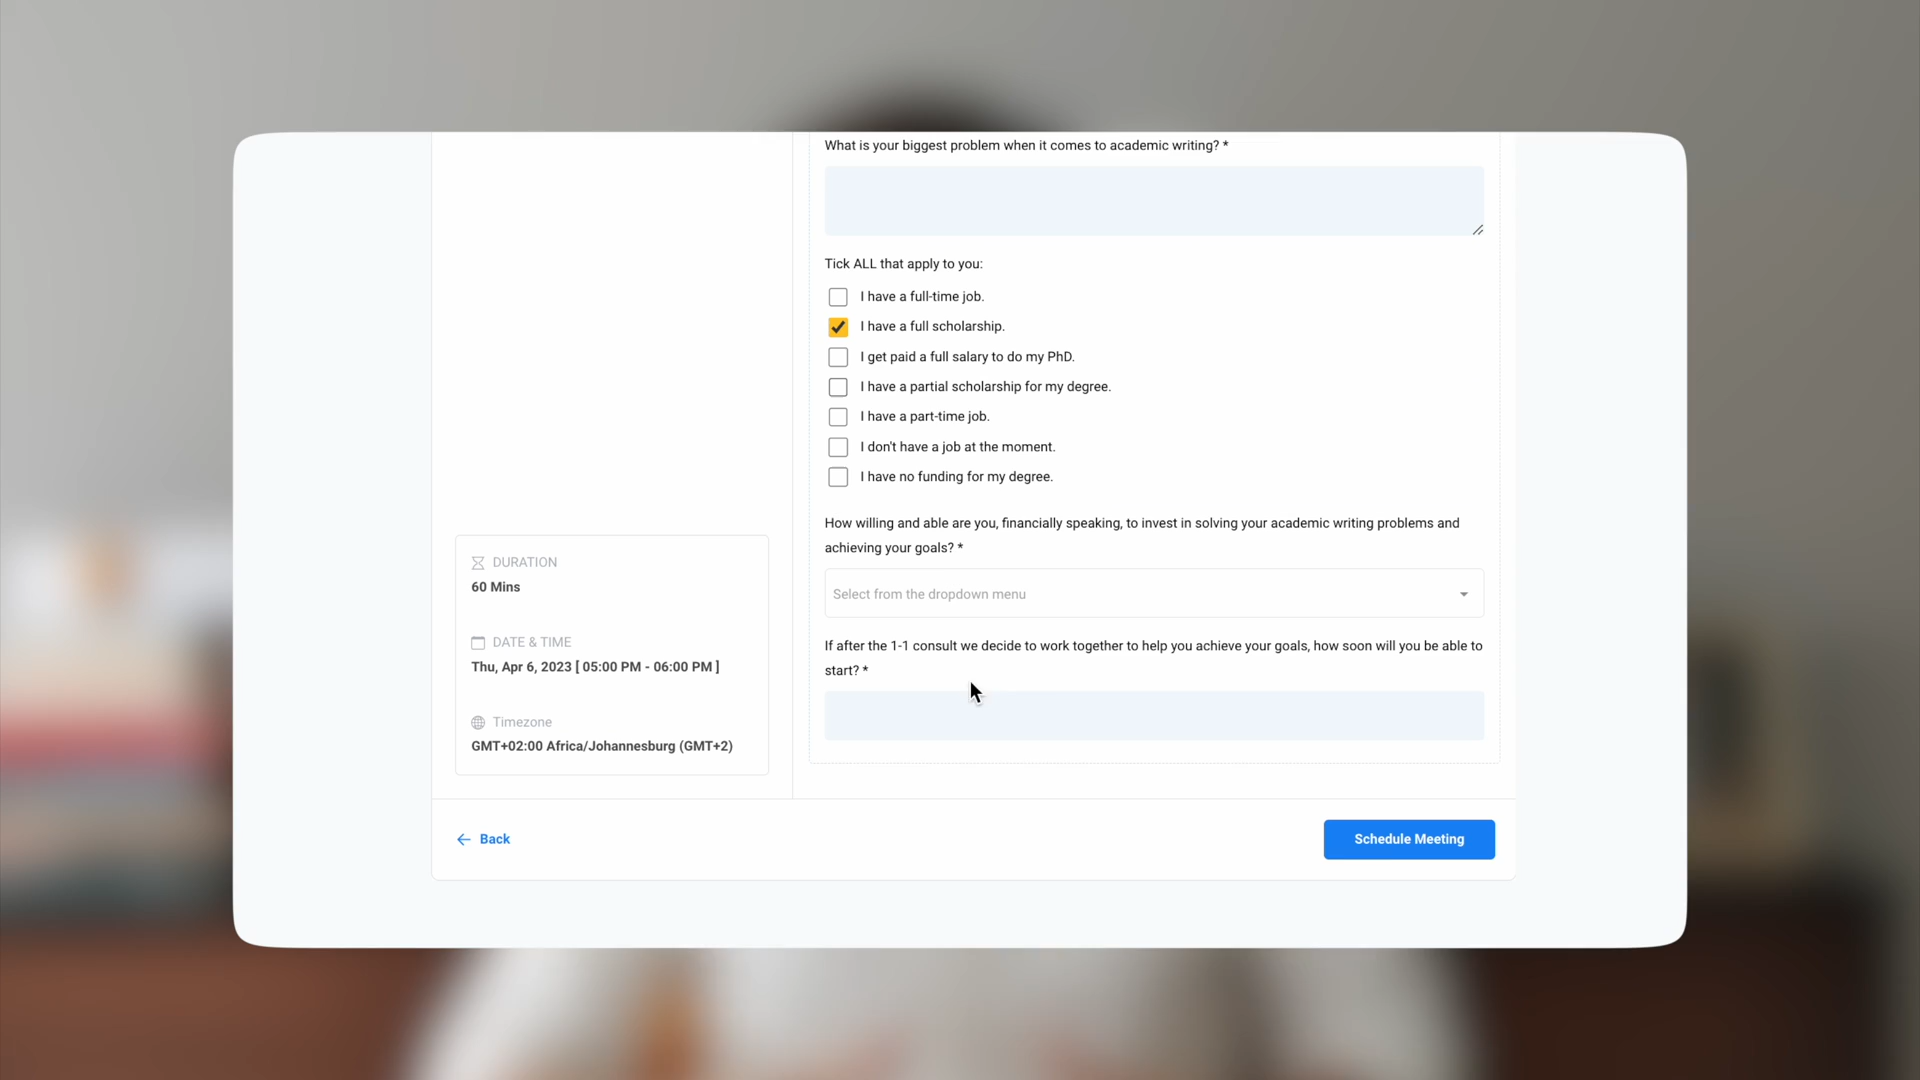 What is your biggest problem when it comes to academic writing? *
Tick ALL that apply to you:
I have a full-time job.
I have a full scholarship.
I get paid a full salary to do my PhD.
I have a partial scholarship for my degree.
I have a part-time job.
I don't have a job at the moment.
I have no funding for my degree.
How willing and able are you, financially speaking, to invest in solving your academic writing problems and
achieving your goals? *
Select from the dropdown menu
If after the 1-1 consult we decide to work together to help you achieve your goals, how soon will you be able to
start? *
DURATION
60 Mins
DATE & TIME
Thu, Apr 6, 2023 [ 05:00 PM - 06:00 PM ]
Timezone
GMT+02:00 Africa/Johannesburg (GMT+2)
Back
Schedule Meeting